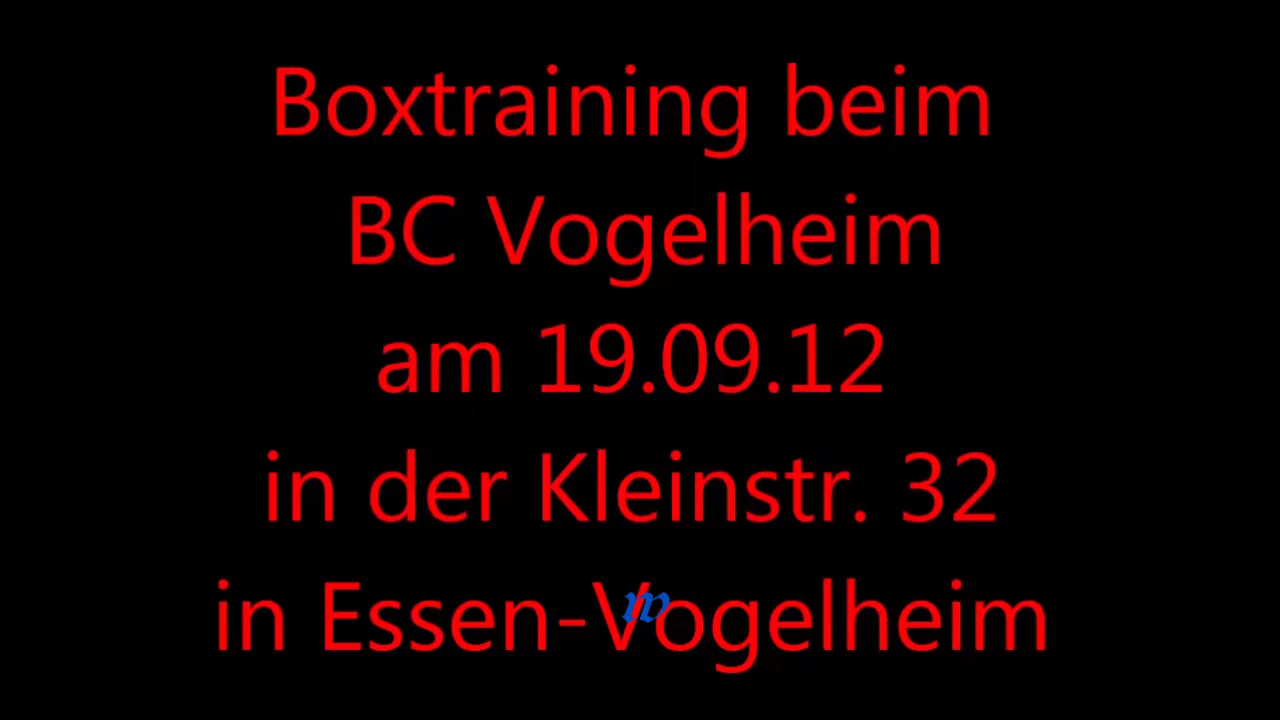 Boxtraining beim
BC Vogelheim
am 19.09.12
in der Kleinstr. 32
in Essen-Vogelheim